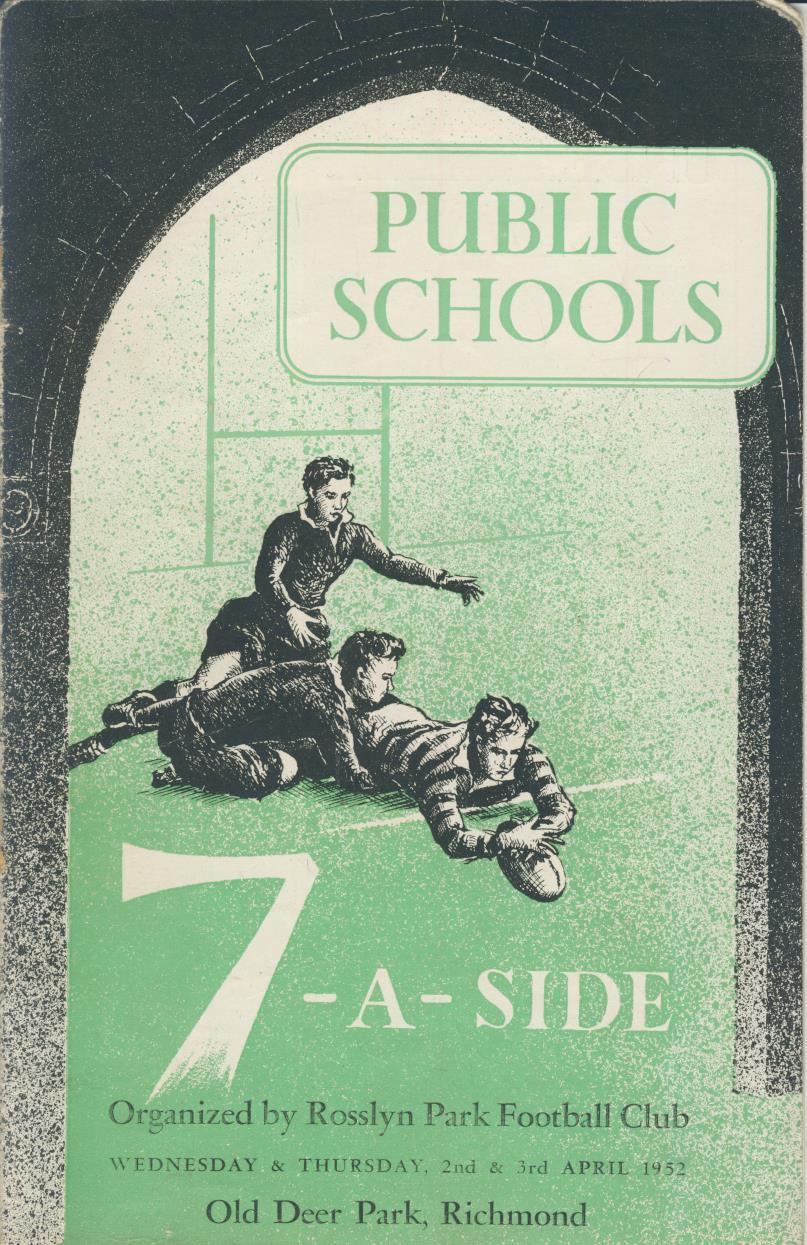 PUBLIC
SCHOOLS
7-A-SIDE
Organized by Rosslyn Park Football Club
WEDNESDAY & THURSDAY, 2nd & 3rd APRIL 1952
Old Deer Park, Richmond